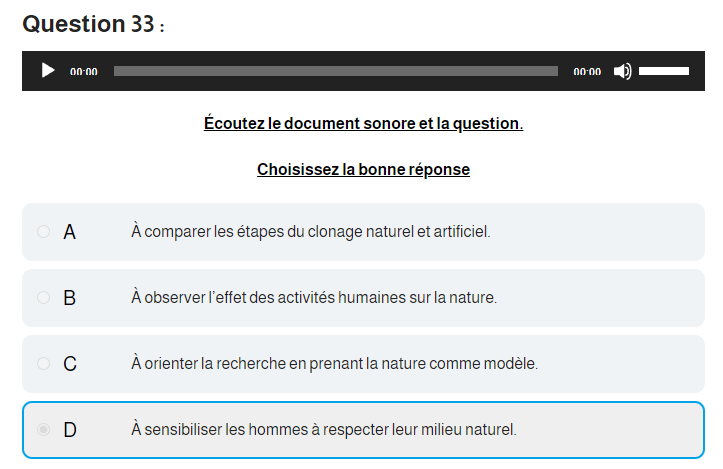 Question 33 :
00:00 00:00
Écoutez le document sonore et la question.
Choisissez la bonne réponse
A À comparer les étapes du clonage naturel et artificiel.
B À observer l'effet des activités humaines sur la nature.
C À orienter la recherche en prenant la nature comme modèle.
D À sensibiliser les hommes à respecter leur milieu naturel.